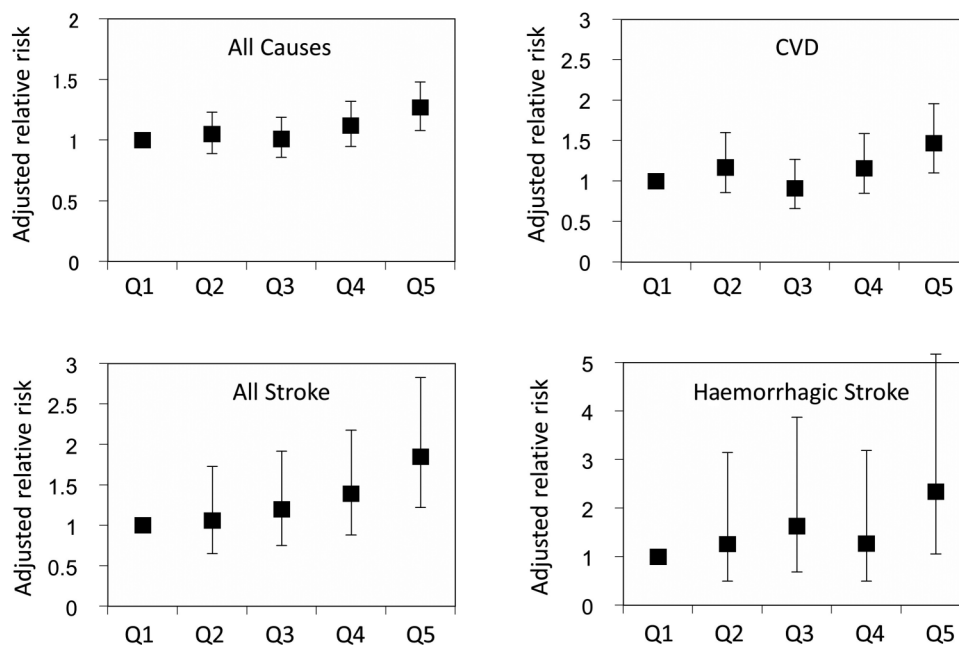 All Causes
Adjusted relative risk
2
1.5
1
0.5
0
Q1 Q2 Q3 Q4 Q5
CVD
Adjusted relative risk
3
2.5
2
1.5
1
0.5
0
Q1 Q2 Q3 Q4 Q5
All Stroke
Adjusted relative risk
3
2.5
2
1.5
1
0.5
0
Q1 Q2 Q3 Q4 Q5
Haemorrhagic Stroke
Adjusted relative risk
5
4
3
2
1
0
Q1 Q2 Q3 Q4 Q5